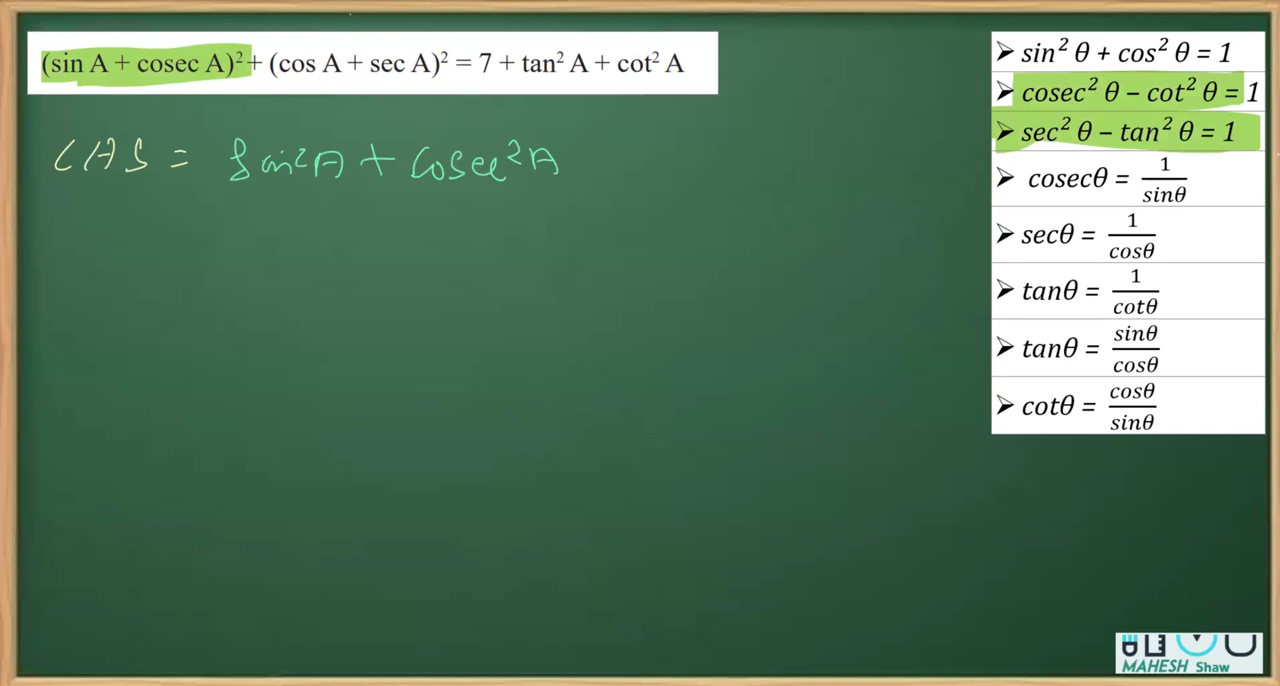 (sin A + cosec A)² + (cos A + sec A)² = 7 + tan² A + cot² A
LHS = Sin²A + Cosec²A
➢ sin² θ + cos² θ = 1
➢ cosec² θ – cot² θ = 1
➢ sec² θ – tan² θ = 1
➢ cosecθ = 1/sinθ
➢ secθ = 1/cosθ
➢ tanθ = 1/cotθ
➢ tanθ = sinθ/cosθ
➢ cotθ = cosθ/sinθ
MAHESH Shaw